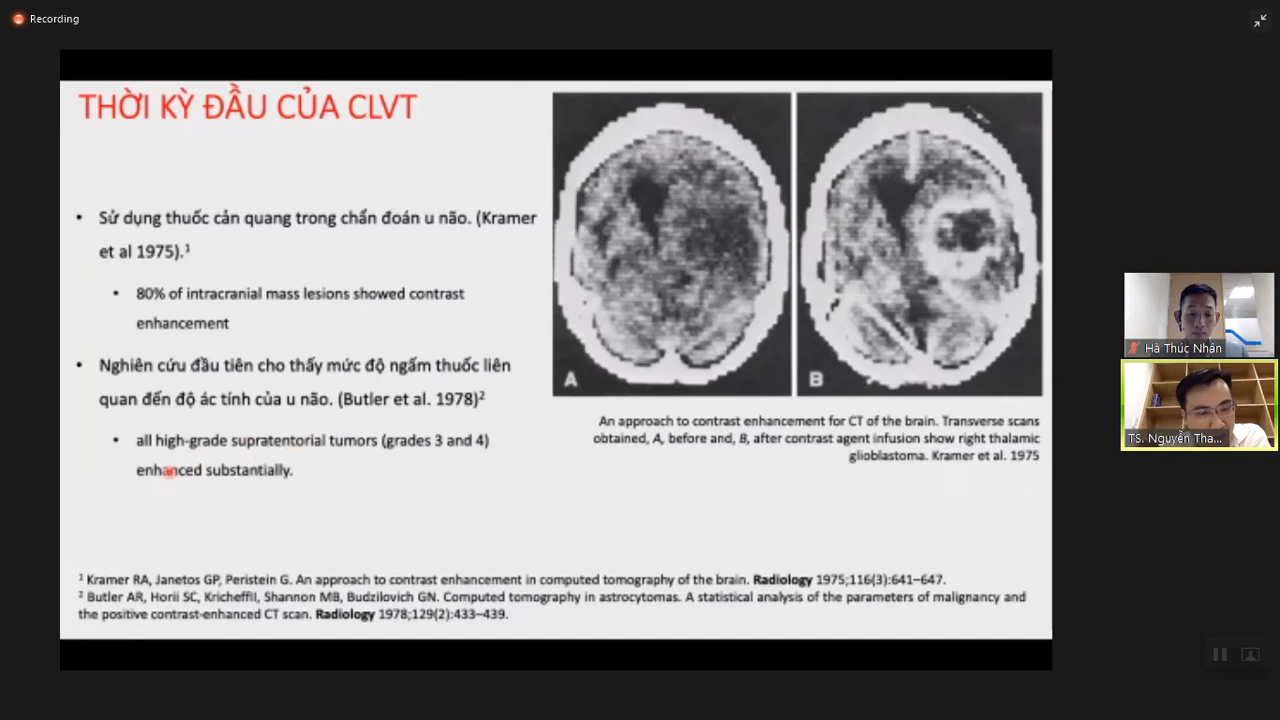 Recording
THỜI KỲ ĐẦU CỦA CLVT
• Sử dụng thuốc cản quang trong chẩn đoán u não. (Kramer
et al 1975).¹
• 80% of intracranial mass lesions showed contrast
enhancement
• Nghiên cứu đầu tiên cho thấy mức độ ngấm thuốc liên
quan đến độ ác tính của u não. (Butler et al. 1978)²
• all high-grade supratentorial tumors (grades 3 and 4)
enhanced substantially.
A
B
An approach to contrast enhancement for CT of the brain. Transverse scans
obtained, A, before and, B, after contrast agent infusion show right thalamic
glioblastoma. Kramer et al. 1975
¹ Kramer RA, Janetos GP, Peristein G. An approach to contrast enhancement in computed tomography of the brain. Radiology 1975;116(3):641–647.
² Butler AR, Horii SC, Kricheffll, Shannon MB, Budzilovich GN. Computed tomography in astrocytomas. A statistical analysis of the parameters of malignancy and
the positive contrast-enhanced CT scan. Radiology 1978;129(2):433–439.
Hà Thúc Nhận
TS. Nguyễn Tha...